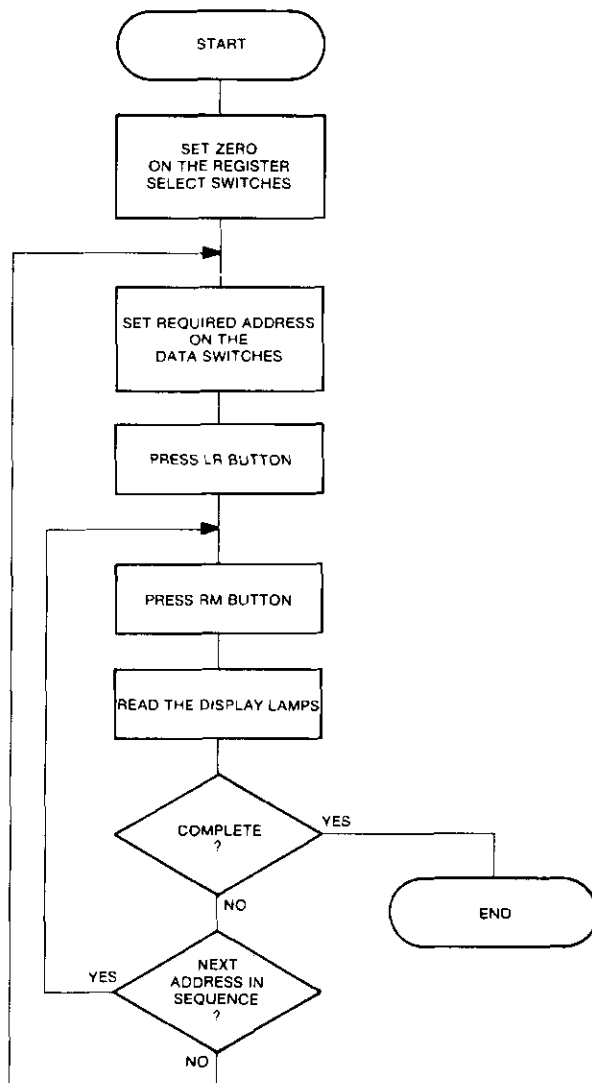 START
SET ZERO
ON THE REGISTER
SELECT SWITCHES
SET REQUIRED ADDRESS
ON THE
DATA SWITCHES
PRESS LR BUTTON
PRESS RM BUTTON
READ THE DISPLAY LAMPS
COMPLETE
?
YES
END
NO
NEXT
ADDRESS IN
SEQUENCE
?
YES
NO